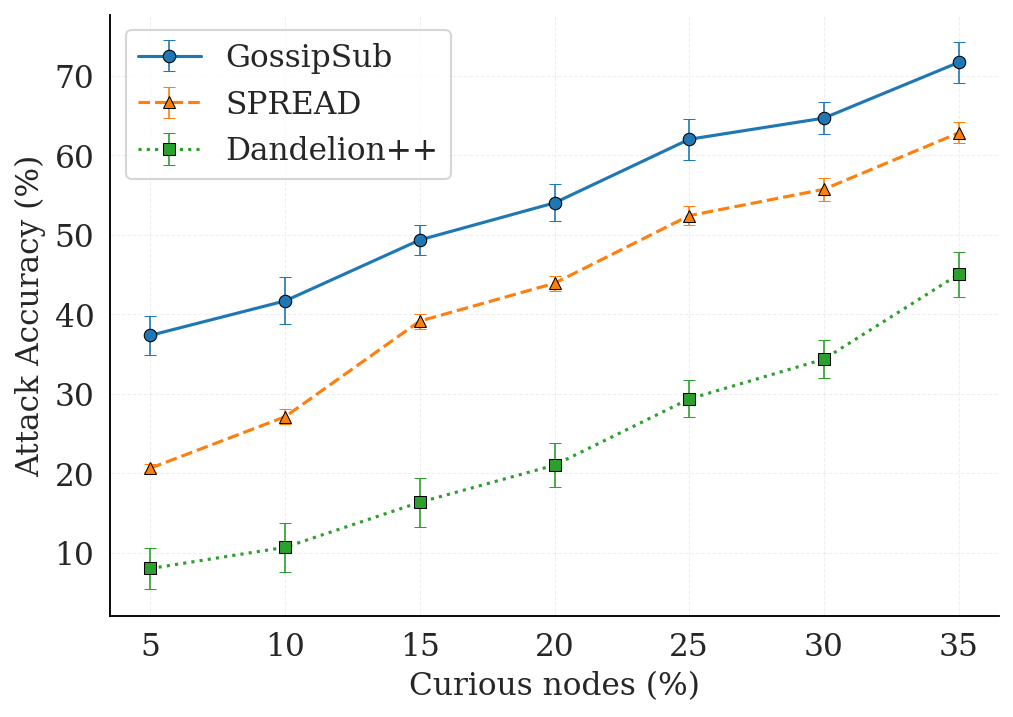 GossipSub
SPREAD
Dandelion++
Attack Accuracy (%)
70
60
50
40
30
20
10
5 10 15 20 25 30 35
Curious nodes (%)